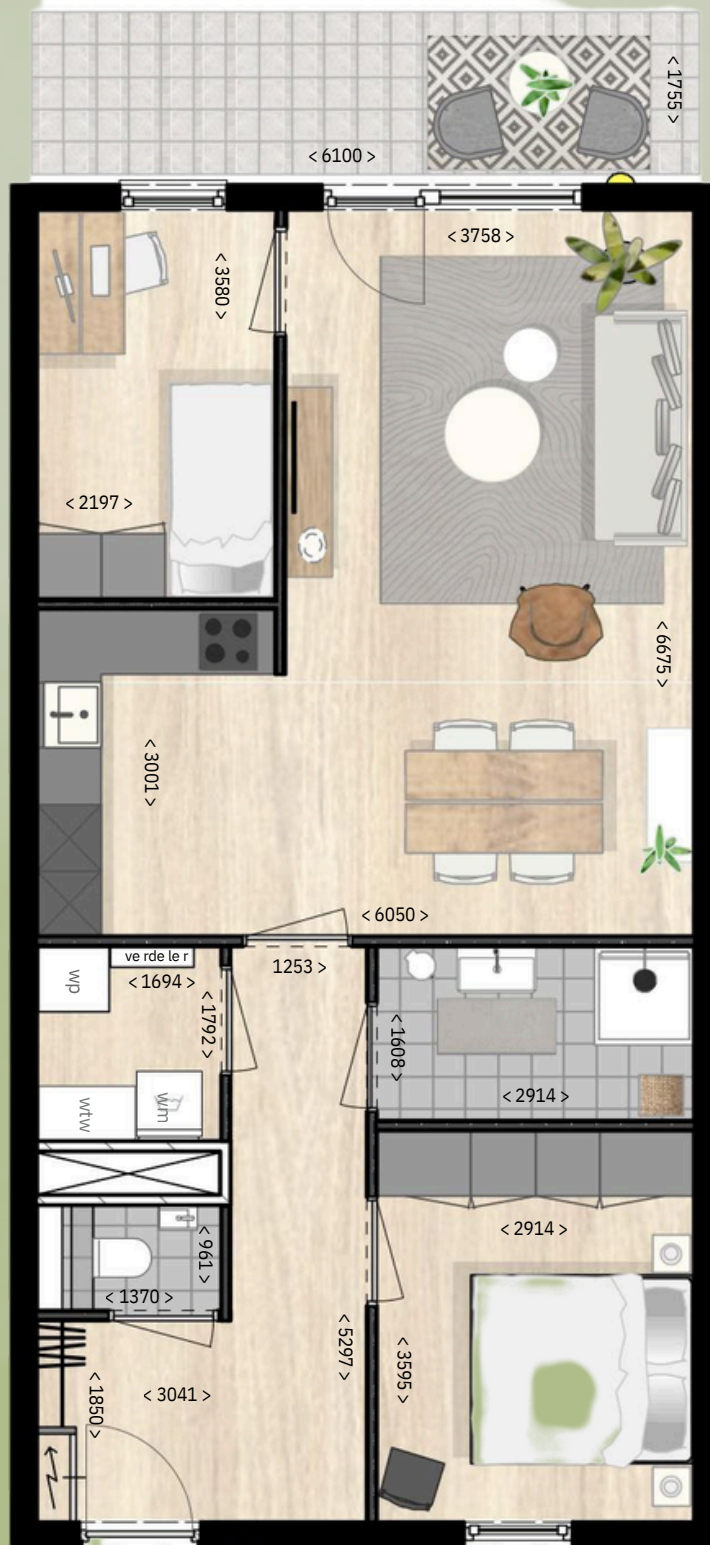 < 1755 >
< 6100 >
< 3758 >
< 3580 >
< 2197 >
< 6675 >
< 3001 >
< 6050 >
ve rde le r
1253 >
wp
< 1694 >
< 1792 >
< 1608 >
< 2914 >
wtw
wm
< 2914 >
< 961 >
< 1370 >
< 5297 >
< 3595 >
< 1850 >
< 3041 >